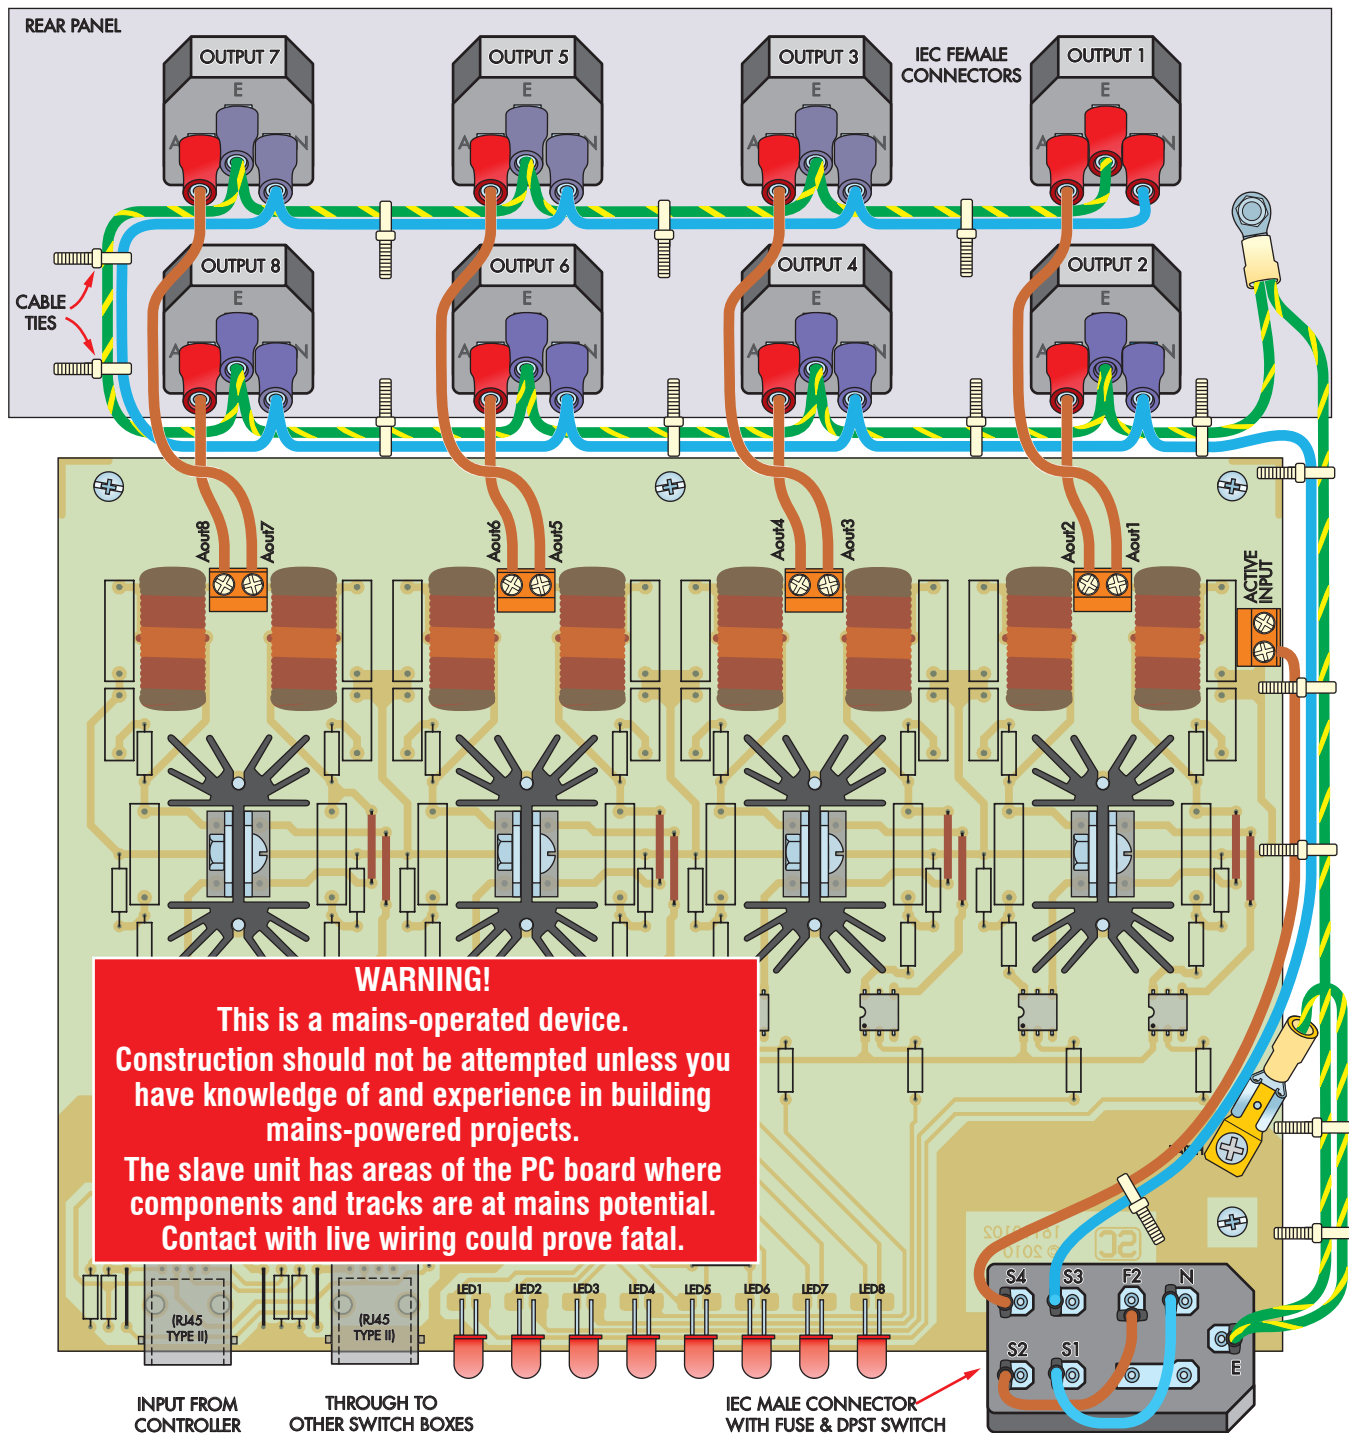 REAR PANEL
OUTPUT 7
OUTPUT 5
OUTPUT 3
IEC FEMALE
CONNECTORS
OUTPUT 1
E
E
E
E
A
N
A
N
A
N
A
N
OUTPUT 8
OUTPUT 6
OUTPUT 4
OUTPUT 2
CABLE
TIES
E
E
E
E
A
N
A
N
A
N
A
N
Aout8
Aout7
Aout6
Aout5
Aout4
Aout3
Aout2
Aout1
ACTIVE
INPUT
WARNING!
This is a mains-operated device.
Construction should not be attempted unless you
have knowledge of and experience in building
mains-powered projects.
The slave unit has areas of the PC board where
components and tracks are at mains potential.
Contact with live wiring could prove fatal.
SC
© 2010
LED1
LED2
LED3
LED4
LED5
LED6
LED7
LED8
S4
S3
F2
N
S2
S1
E
(RJ45
TYPE II)
(RJ45
TYPE II)
INPUT FROM
CONTROLLER
THROUGH TO
OTHER SWITCH BOXES
IEC MALE CONNECTOR
WITH FUSE & DPST SWITCH